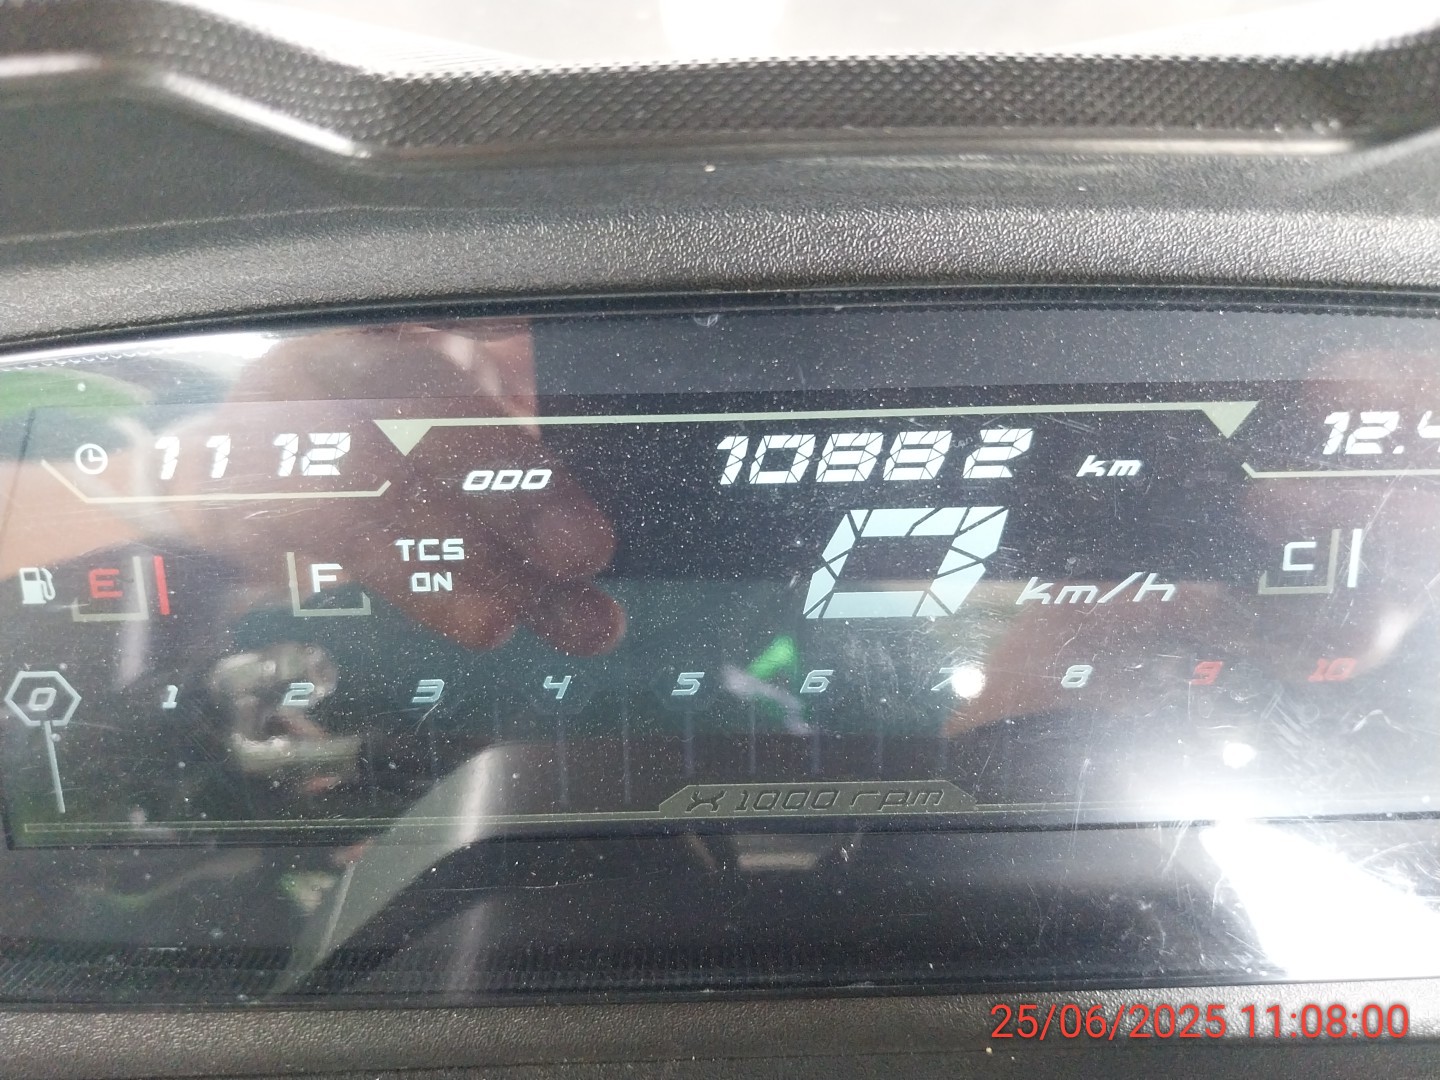 11 12
ODO 10882 km
12.4
E F
TCS
ON
0 km/h
C
0 1 2 3 4 5 6 7 8 9 10
x 1000 rpm
25/06/2025 11:08:00